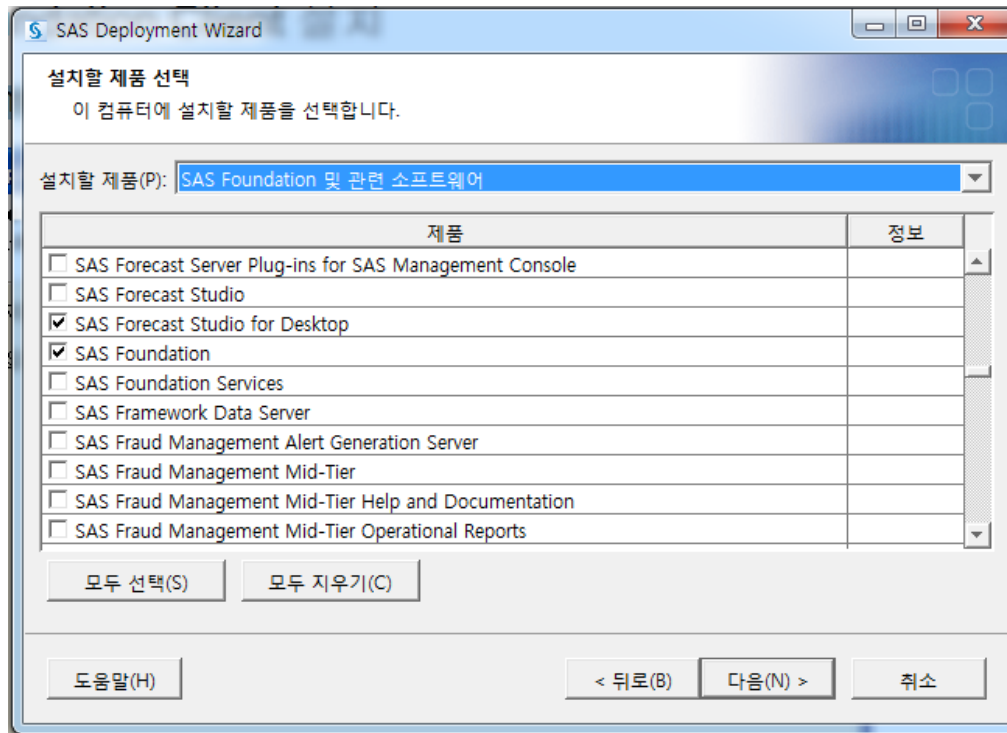 SAS Deployment Wizard
설치할 제품 선택
이 컴퓨터에 설치할 제품을 선택합니다.
설치할 제품(P): SAS Foundation 및 관련 소프트웨어
제품 정보
SAS Forecast Server Plug-ins for SAS Management Console
SAS Forecast Studio
SAS Forecast Studio for Desktop
SAS Foundation
SAS Foundation Services
SAS Framework Data Server
SAS Fraud Management Alert Generation Server
SAS Fraud Management Mid-Tier
SAS Fraud Management Mid-Tier Help and Documentation
SAS Fraud Management Mid-Tier Operational Reports
모두 선택(S) 모두 지우기(C)
도움말(H) < 뒤로(B) 다음(N) > 취소